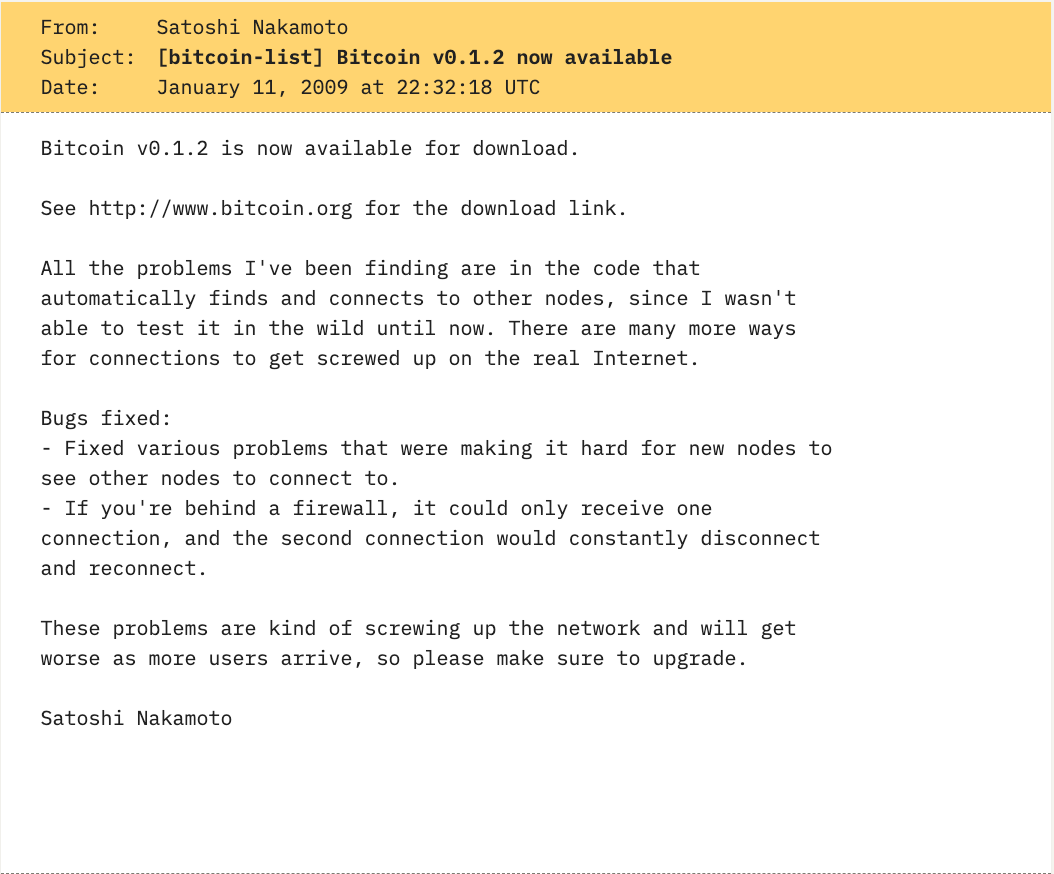 From: Satoshi Nakamoto
Subject: [bitcoin-list] Bitcoin v0.1.2 now available
Date: January 11, 2009 at 22:32:18 UTC
Bitcoin v0.1.2 is now available for download.
See http://www.bitcoin.org for the download link.
All the problems I've been finding are in the code that
automatically finds and connects to other nodes, since I wasn't
able to test it in the wild until now. There are many more ways
for connections to get screwed up on the real Internet.
Bugs fixed:
- Fixed various problems that were making it hard for new nodes to
see other nodes to connect to.
- If you're behind a firewall, it could only receive one
connection, and the second connection would constantly disconnect
and reconnect.
These problems are kind of screwing up the network and will get
worse as more users arrive, so please make sure to upgrade.
Satoshi Nakamoto